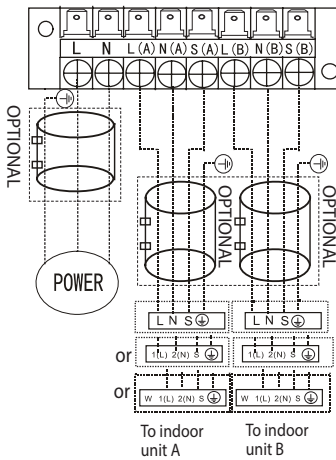 L N L(A) N(A) S(A) L(B) N(B) S(B)
OPTIONAL
OPTIONAL
OPTIONAL
POWER
L N S L N S
or 1(L) 2(N) S 1(L) 2(N) S
or W 1(L) 2(N) S W 1(L) 2(N) S
To indoor
unit A
To indoor
unit B